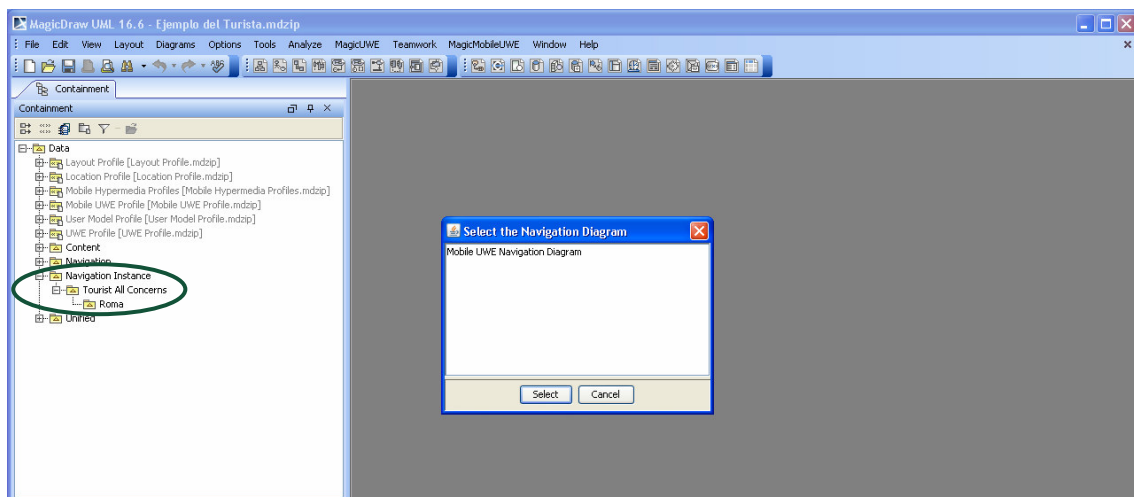 MagicDraw UML 16.6 - Ejemplo del Turista.mdzip
File Edit View Layout Diagrams Options Tools Analyze MagicUWE Teamwork MagicMobileUWE Window Help
Containment
Containment
Data
Layout Profile [Layout Profile.mdzip]
Location Profile [Location Profile.mdzip]
Mobile Hypermedia Profiles [Mobile Hypermedia Profiles.mdzip]
Mobile UWE Profile [Mobile UWE Profile.mdzip]
User Model Profile [User Model Profile.mdzip]
UWE Profile [UWE Profile.mdzip]
Content
Navigation
Navigation Instance
Tourist All Concerns
Roma
Unified
Select the Navigation Diagram
Mobile UWE Navigation Diagram
Select Cancel